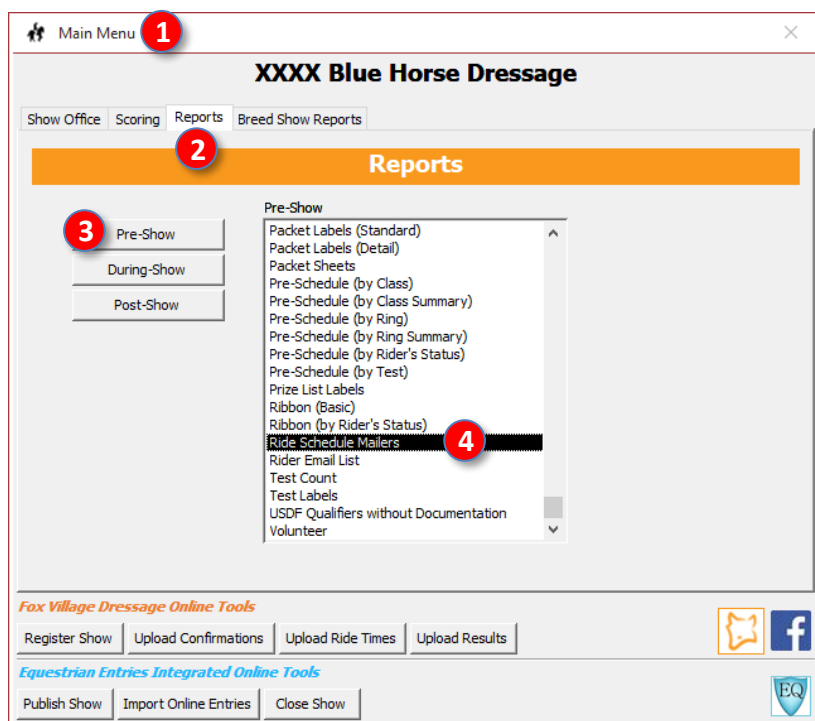 Main Menu 1
XXXX Blue Horse Dressage
Show Office Scoring Reports Breed Show Reports
2
Reports
3 Pre-Show
During-Show
Post-Show
Pre-Show
Packet Labels (Standard)
Packet Labels (Detail)
Packet Sheets
Pre-Schedule (by Class)
Pre-Schedule (by Class Summary)
Pre-Schedule (by Ring)
Pre-Schedule (by Ring Summary)
Pre-Schedule (by Rider's Status)
Pre-Schedule (by Test)
Prize List Labels
Ribbon (Basic)
Ribbon (by Rider's Status)
Ride Schedule Mailers 4
Rider Email List
Test Count
Test Labels
USDF Qualifiers without Documentation
Volunteer
Fox Village Dressage Online Tools
Register Show Upload Confirmations Upload Ride Times Upload Results
f
Equestrian Entries Integrated Online Tools
Publish Show Import Online Entries Close Show
EQ